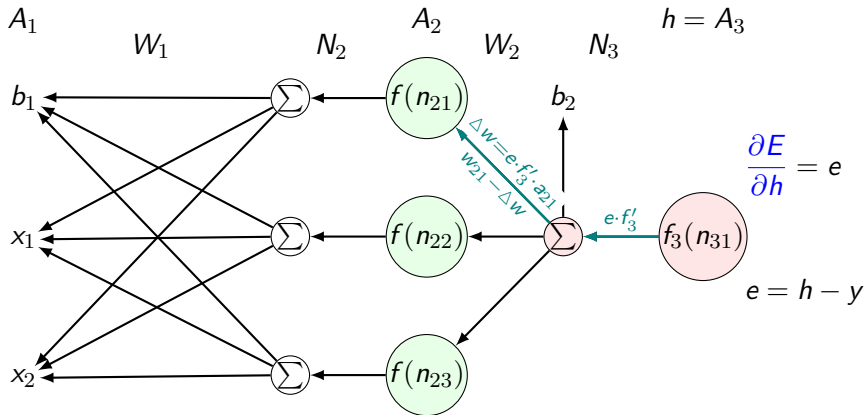 A₁
W₁
N₂
A₂
W₂
N₃
h = A₃
b₁
Σ
f(n₂₁)
b₂
Δw=e·f₃′·a₂₁
w₂₁−Δw
∂E/∂h = e
x₁
Σ
f(n₂₂)
Σ
e·f₃′
f₃(n₃₁)
e = h − y
x₂
Σ
f(n₂₃)